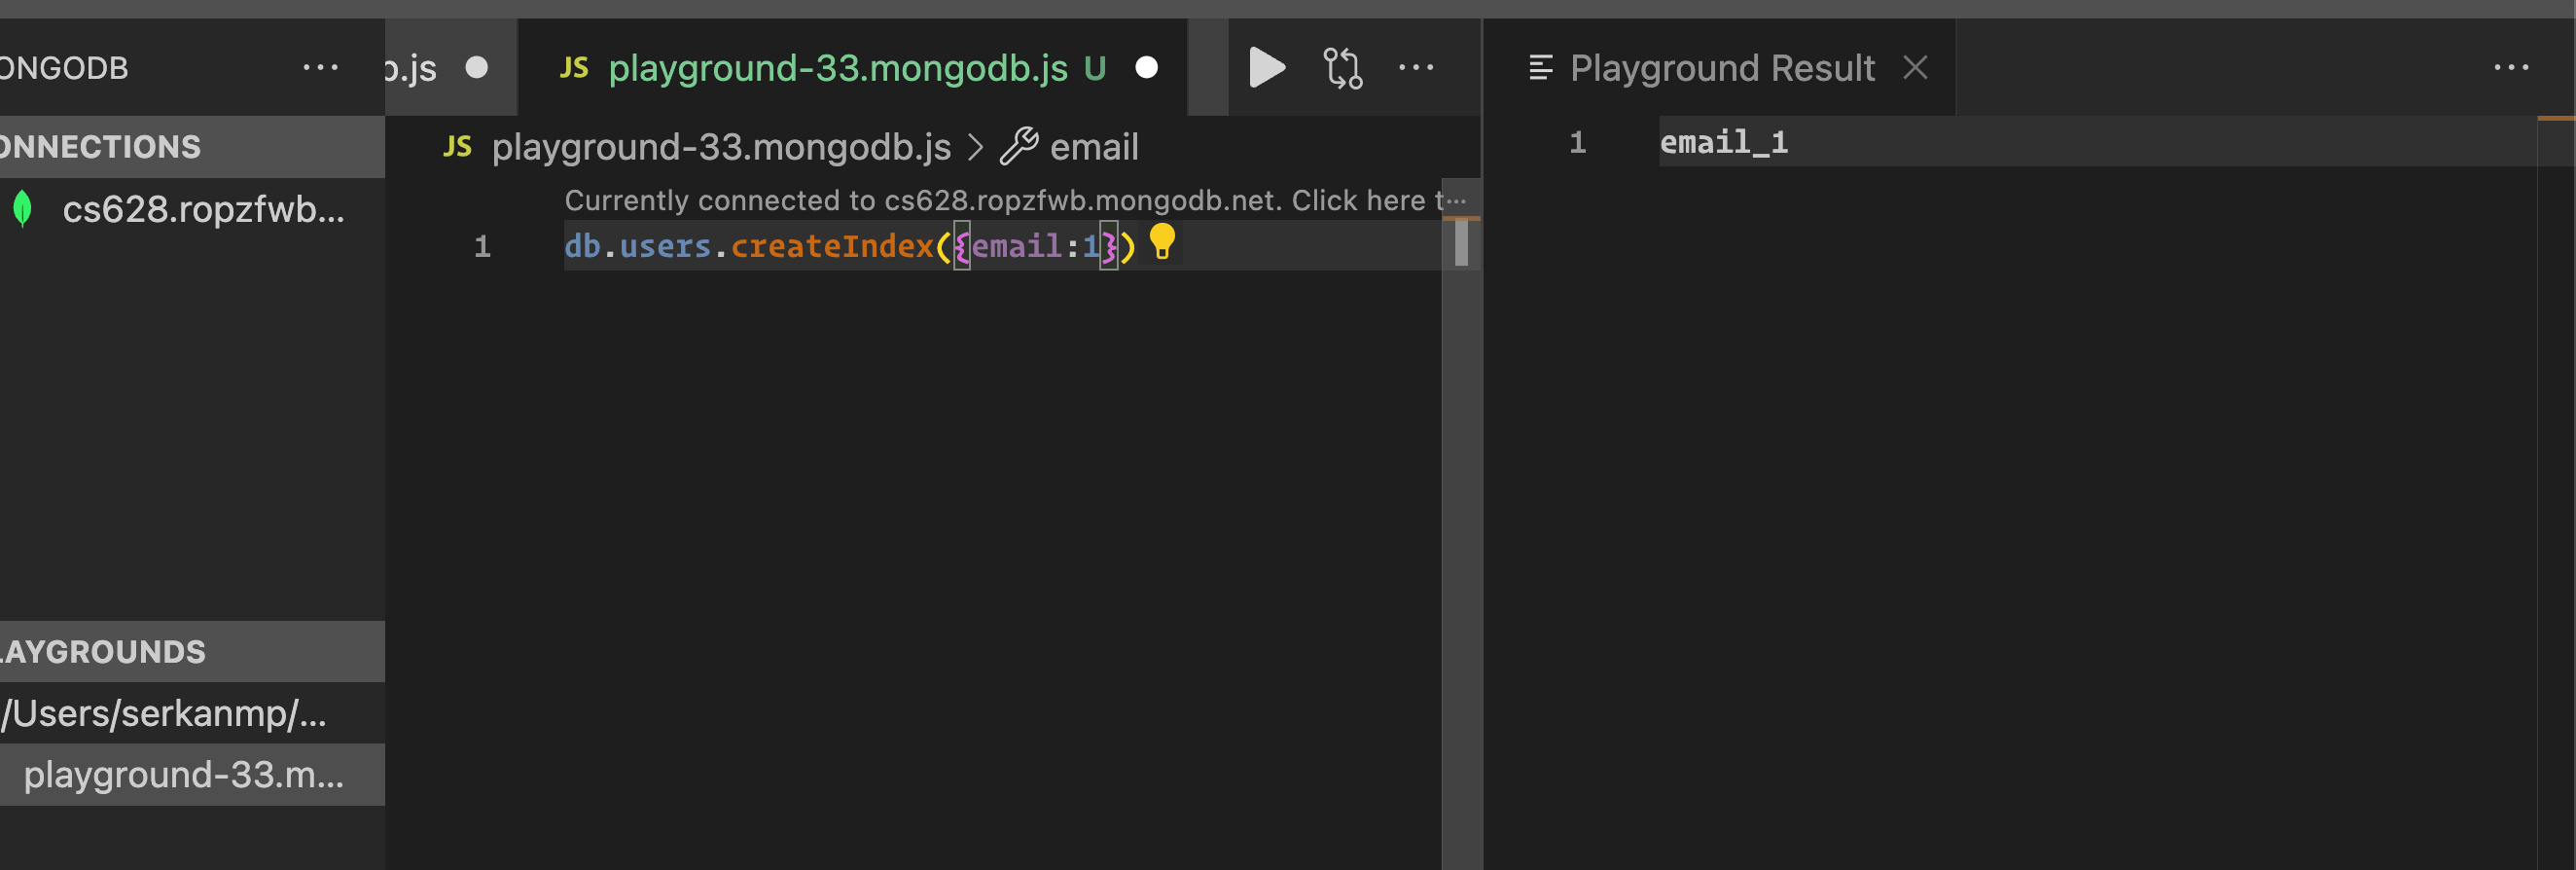 ONGODB
ONNECTIONS
cs628.ropzfwb...
LAYGROUNDS
/Users/serkanmp/...
playground-33.m...
b.js
JS playground-33.mongodb.js U
JS playground-33.mongodb.js > email
Currently connected to cs628.ropzfwb.mongodb.net. Click here t...
1 db.users.createIndex({email:1})
Playground Result
1 email_1